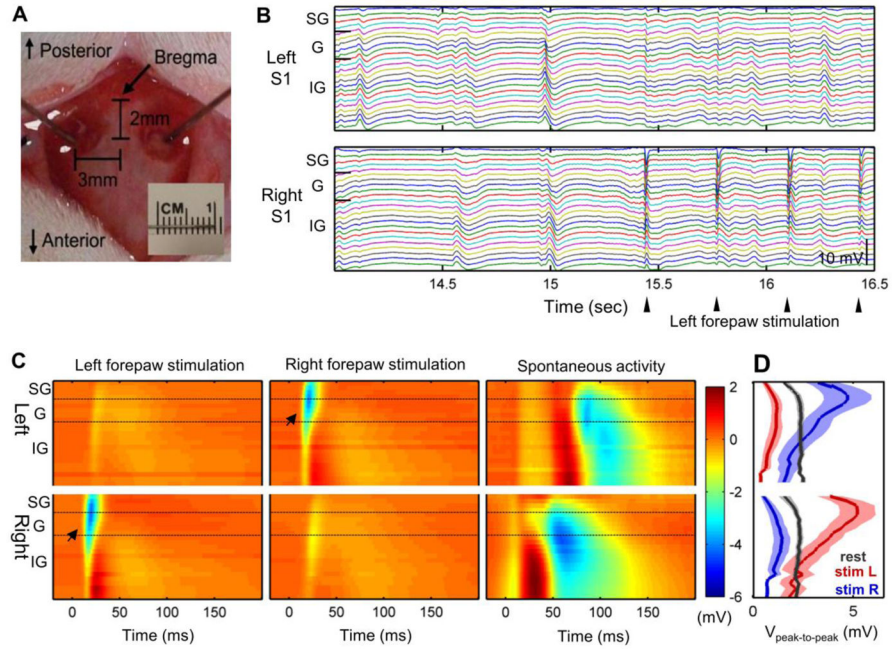 A
Posterior
Bregma
2mm
3mm
CM 1
Anterior
B
SG
G
IG
Left
S1
SG
G
IG
Right
S1
10 mV
14.5 15 15.5 16 16.5
Time (sec)
Left forepaw stimulation
C
Left forepaw stimulation Right forepaw stimulation Spontaneous activity
SG
G
IG
Left
SG
G
IG
Right
0 50 100 150
0 50 100 150
0 50 100 150
Time (ms) Time (ms) Time (ms)
2
0
-2
-4
-6
(mV)
D
rest
stim L
stim R
0 5
Vpeak-to-peak (mV)